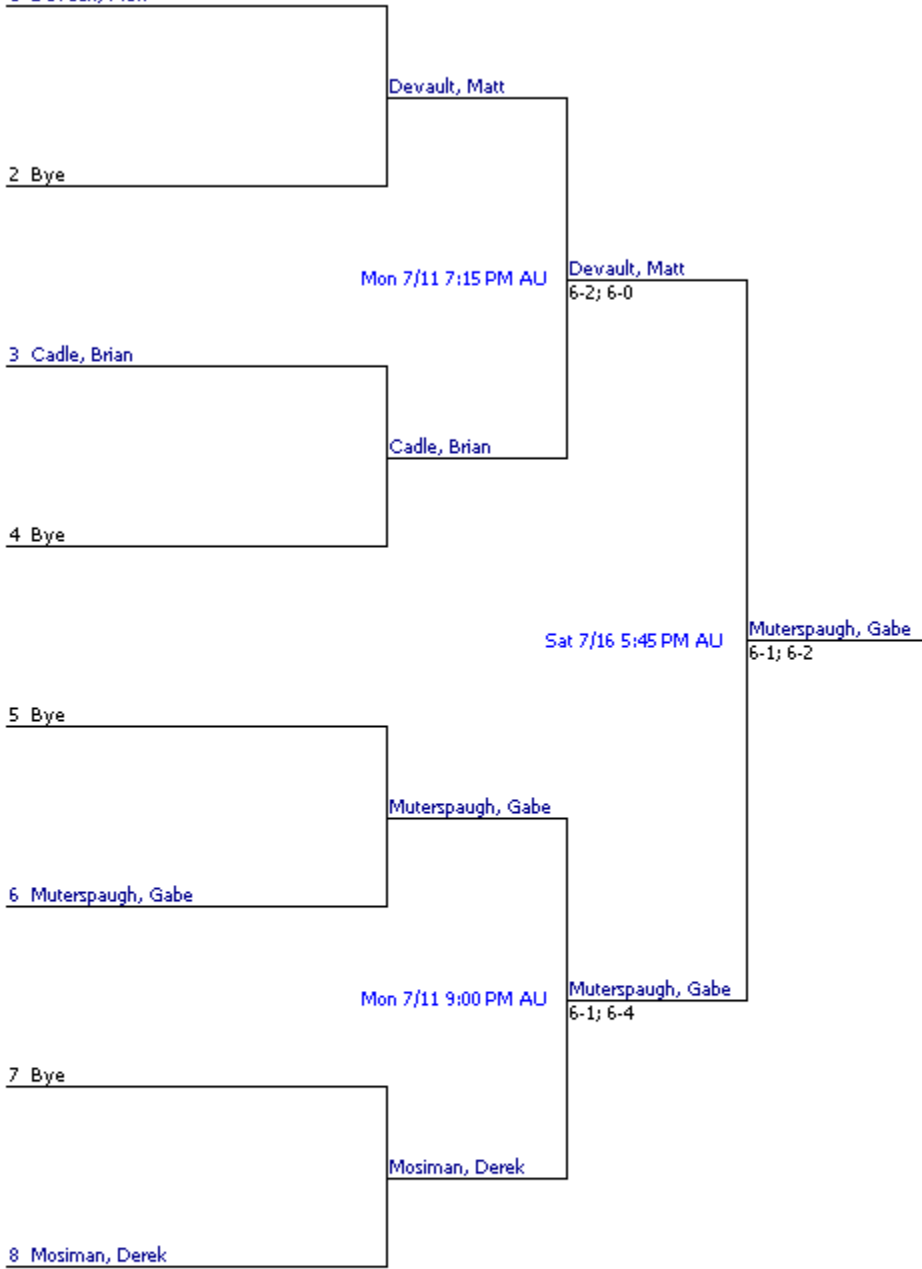 Devault, Matt
2 Bye
Mon 7/11 7:15 PM AU
Devault, Matt
6-2; 6-0
3 Cadle, Brian
Cadle, Brian
4 Bye
Sat 7/16 5:45 PM AU
Muterspaugh, Gabe
6-1; 6-2
5 Bye
Muterspaugh, Gabe
6 Muterspaugh, Gabe
Mon 7/11 9:00 PM AU
Muterspaugh, Gabe
6-1; 6-4
7 Bye
Mosiman, Derek
8 Mosiman, Derek